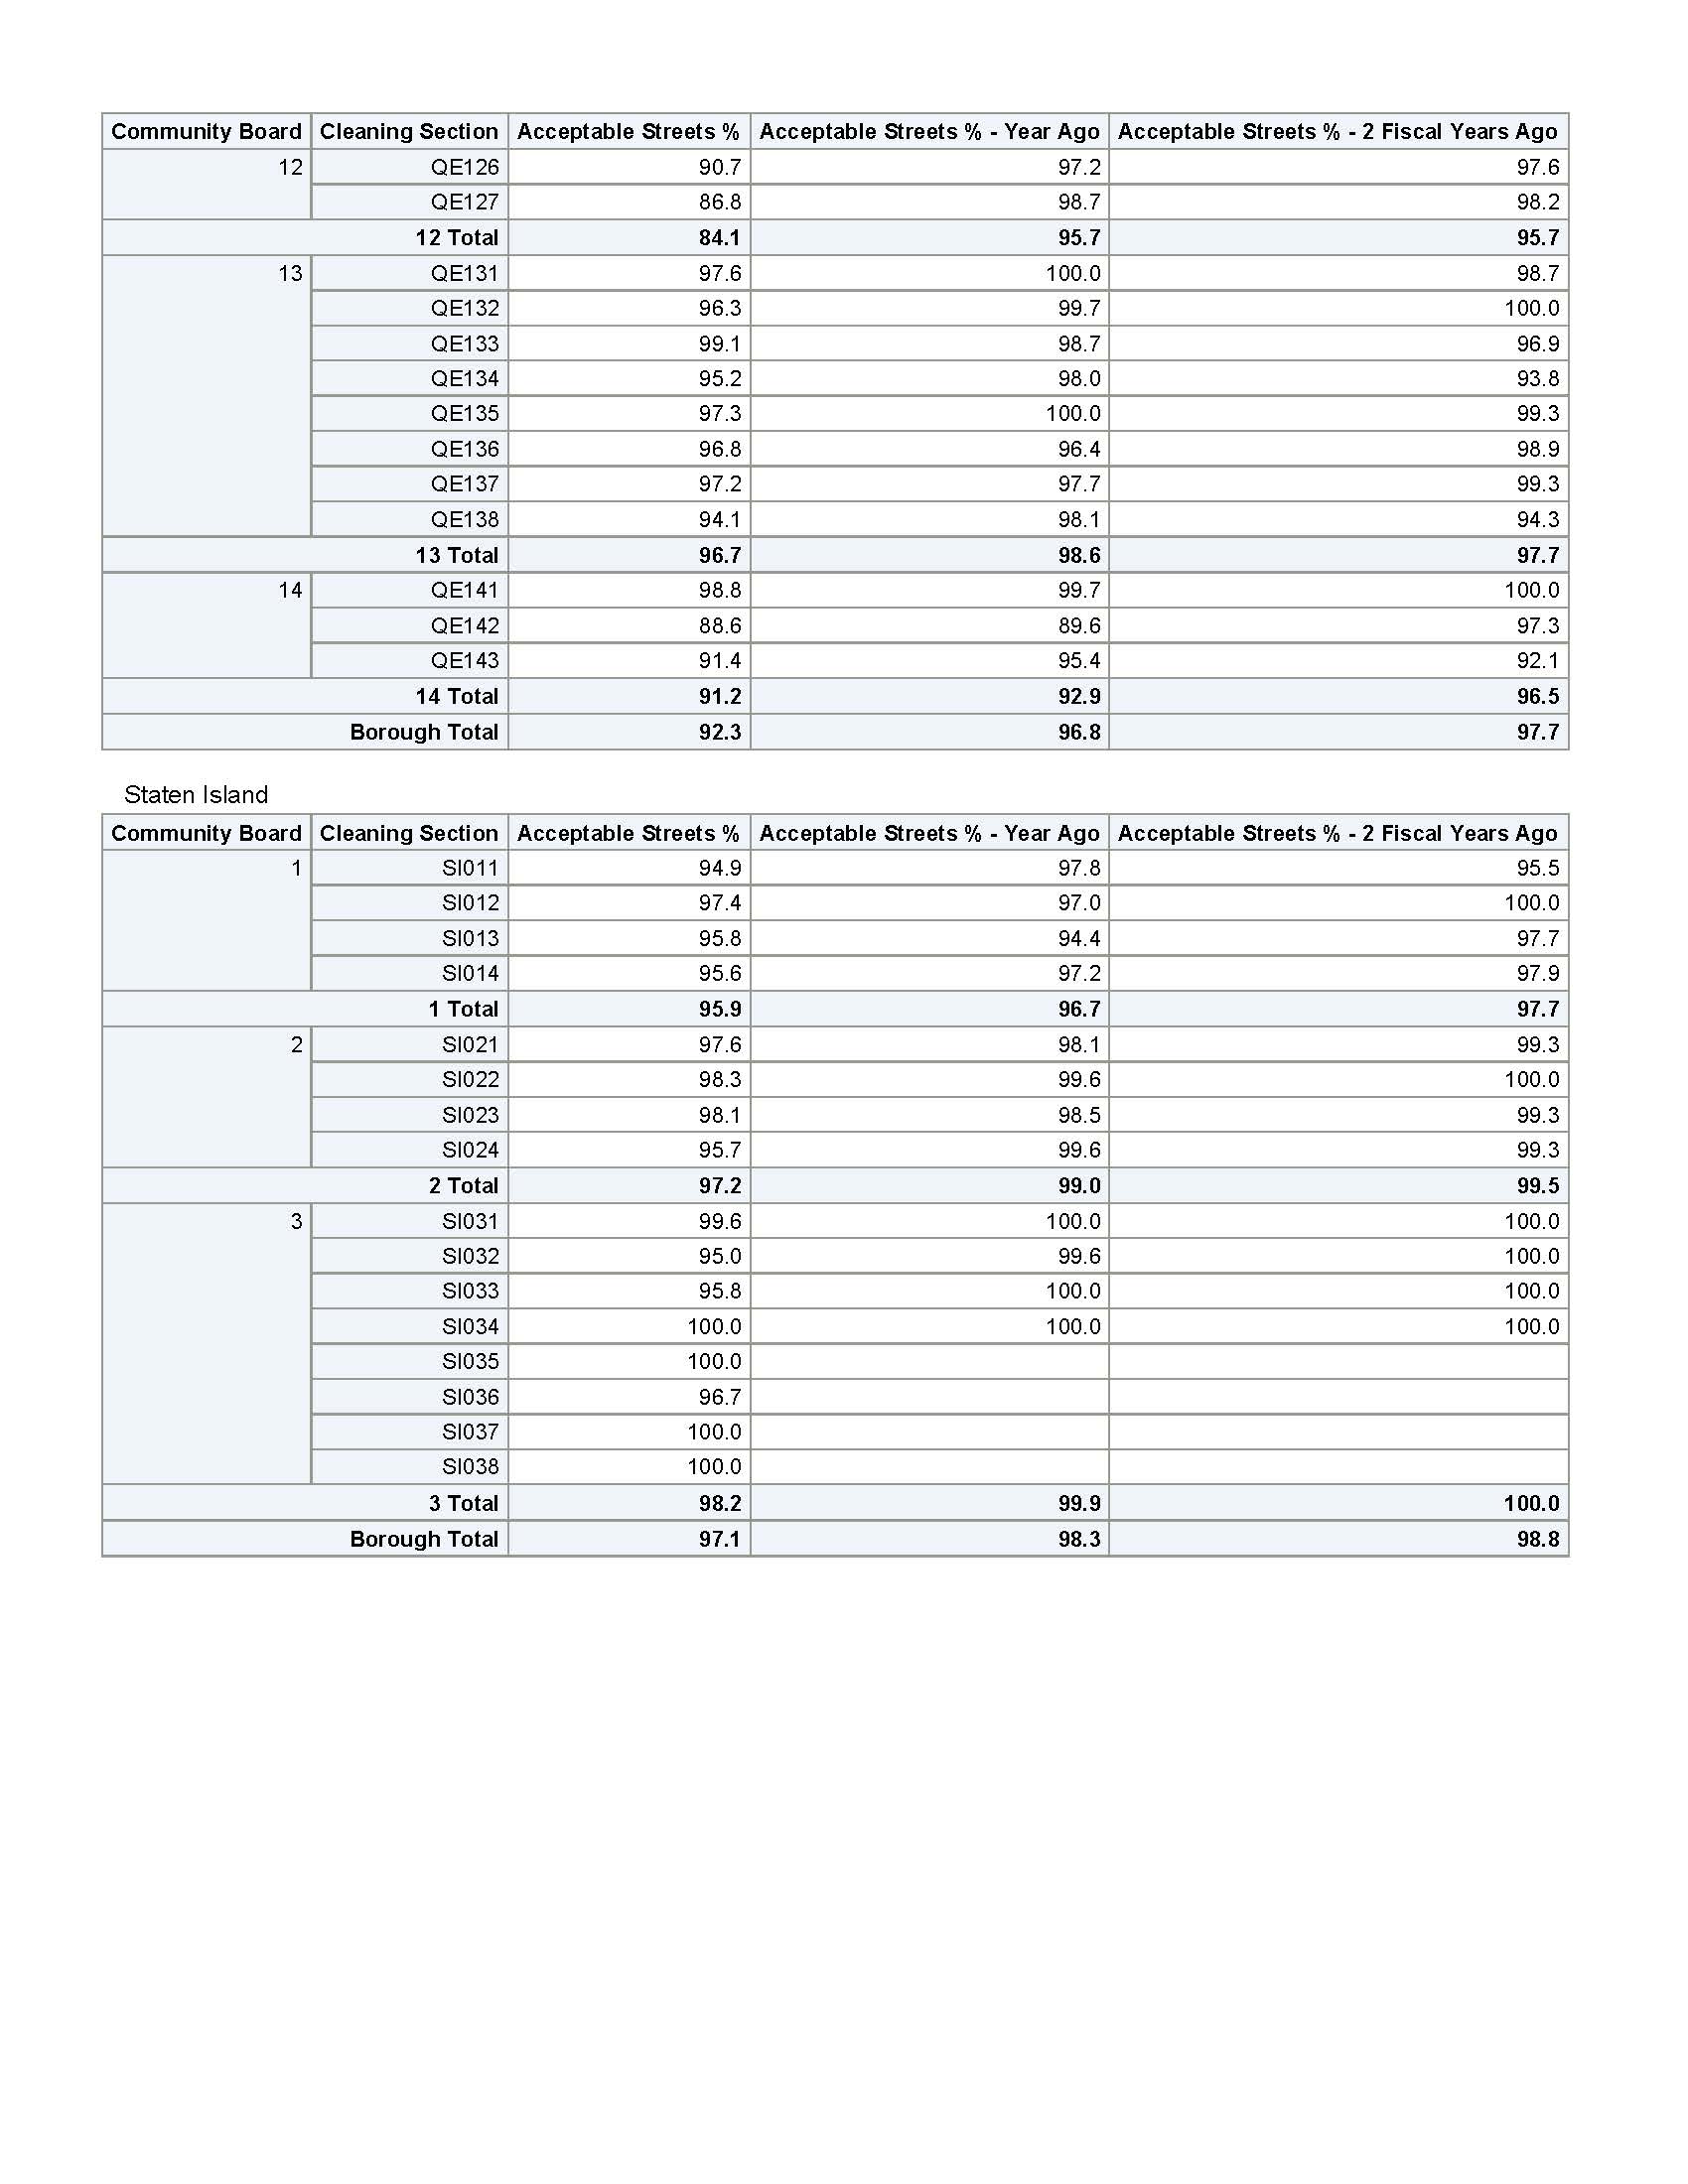 Community Board Cleaning Section Acceptable Streets % Acceptable Streets % - Year Ago Acceptable Streets % - 2 Fiscal Years Ago
12 QE126 90.7 97.2 97.6
QE127 86.8 98.7 98.2
12 Total 84.1 95.7 95.7
13 QE131 97.6 100.0 98.7
QE132 96.3 99.7 100.0
QE133 99.1 98.7 96.9
QE134 95.2 98.0 93.8
QE135 97.3 100.0 99.3
QE136 96.8 96.4 98.9
QE137 97.2 97.7 99.3
QE138 94.1 98.1 94.3
13 Total 96.7 98.6 97.7
14 QE141 98.8 99.7 100.0
QE142 88.6 89.6 97.3
QE143 91.4 95.4 92.1
14 Total 91.2 92.9 96.5
Borough Total 92.3 96.8 97.7
Staten Island
Community Board Cleaning Section Acceptable Streets % Acceptable Streets % - Year Ago Acceptable Streets % - 2 Fiscal Years Ago
1 SI011 94.9 97.8 95.5
SI012 97.4 97.0 100.0
SI013 95.8 94.4 97.7
SI014 95.6 97.2 97.9
1 Total 95.9 96.7 97.7
2 SI021 97.6 98.1 99.3
SI022 98.3 99.6 100.0
SI023 98.1 98.5 99.3
SI024 95.7 99.6 99.3
2 Total 97.2 99.0 99.5
3 SI031 99.6 100.0 100.0
SI032 95.0 99.6 100.0
SI033 95.8 100.0 100.0
SI034 100.0 100.0 100.0
SI035 100.0
SI036 96.7
SI037 100.0
SI038 100.0
3 Total 98.2 99.9 100.0
Borough Total 97.1 98.3 98.8